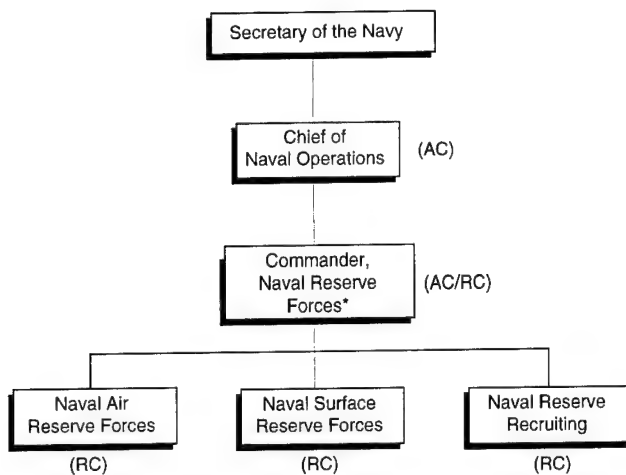 Secretary of the Navy
Chief of
Naval Operations
(AC)
Commander,
Naval Reserve
Forces*
(AC/RC)
Naval Air
Reserve Forces
(RC)
Naval Surface
Reserve Forces
(RC)
Naval Reserve
Recruiting
(RC)